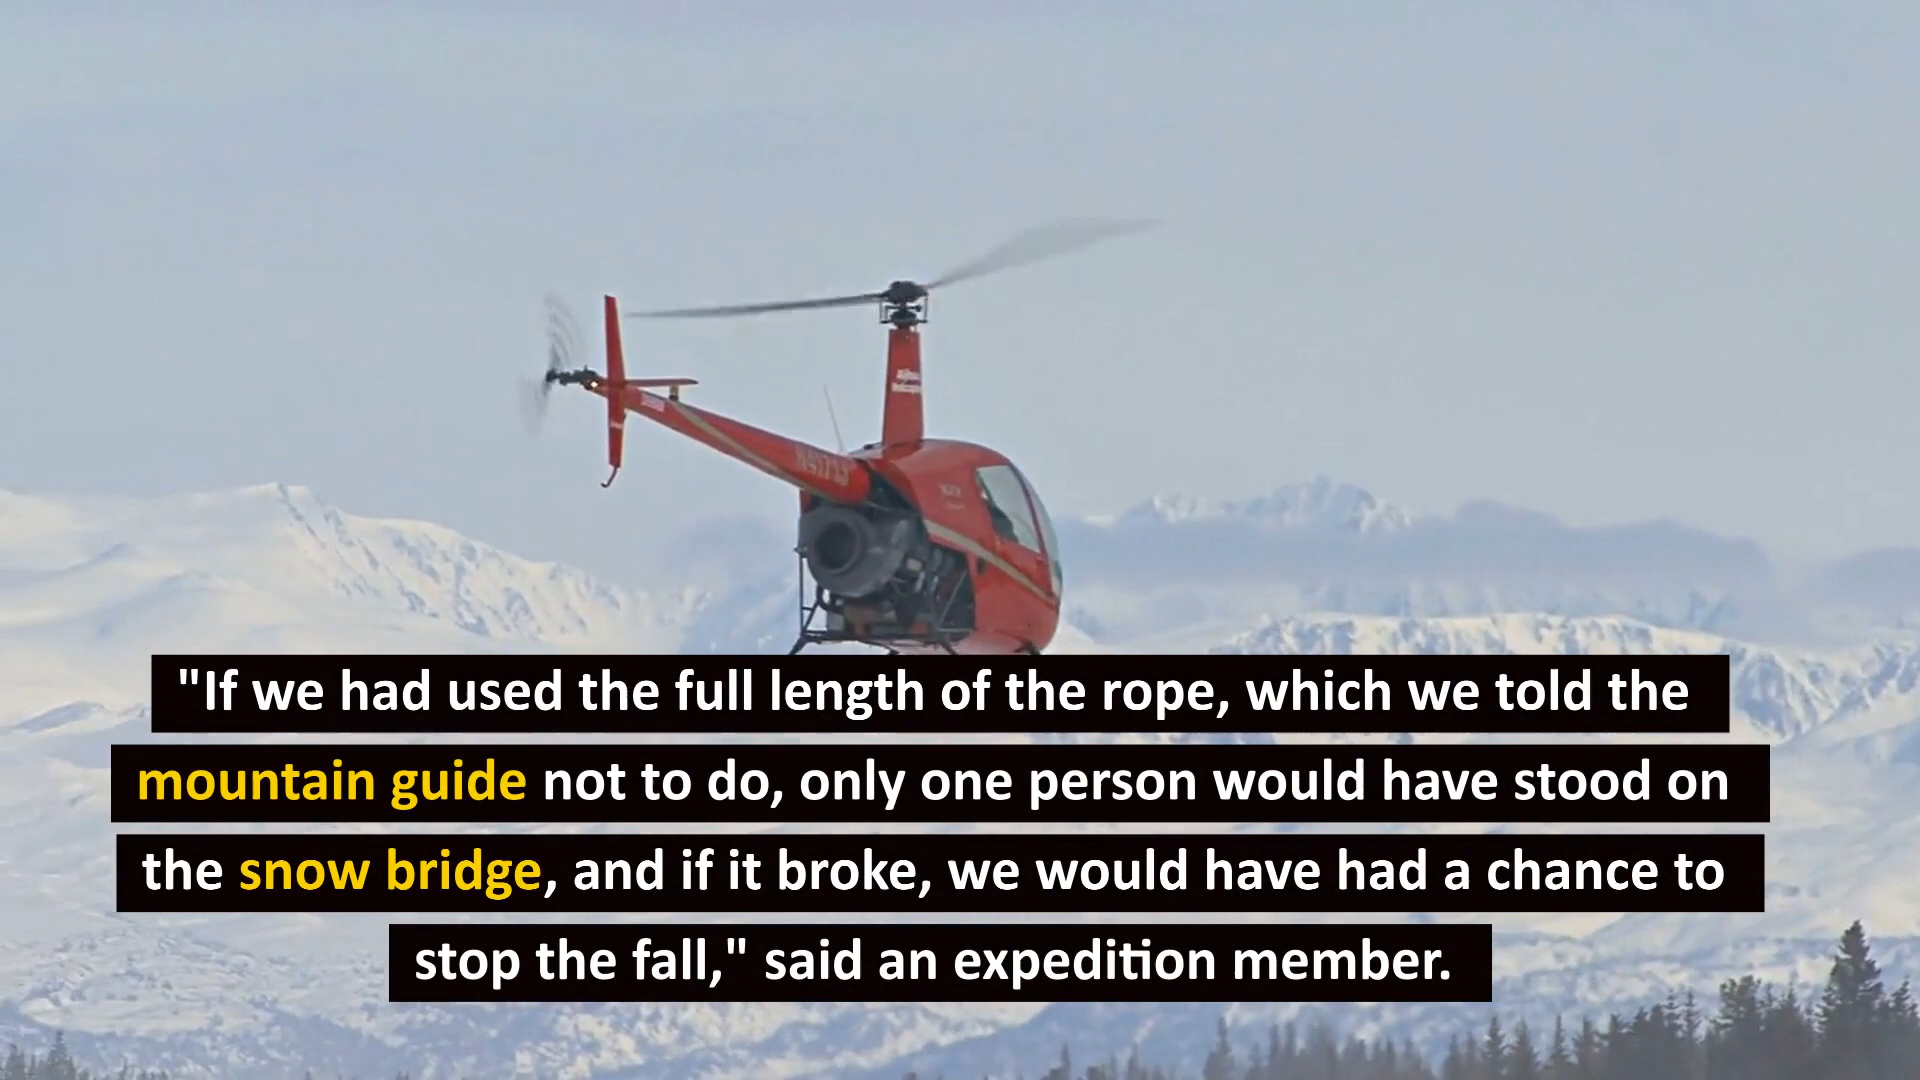 "If we had used the full length of the rope, which we told the
mountain guide not to do, only one person would have stood on
the snow bridge, and if it broke, we would have had a chance to
stop the fall," said an expedition member.